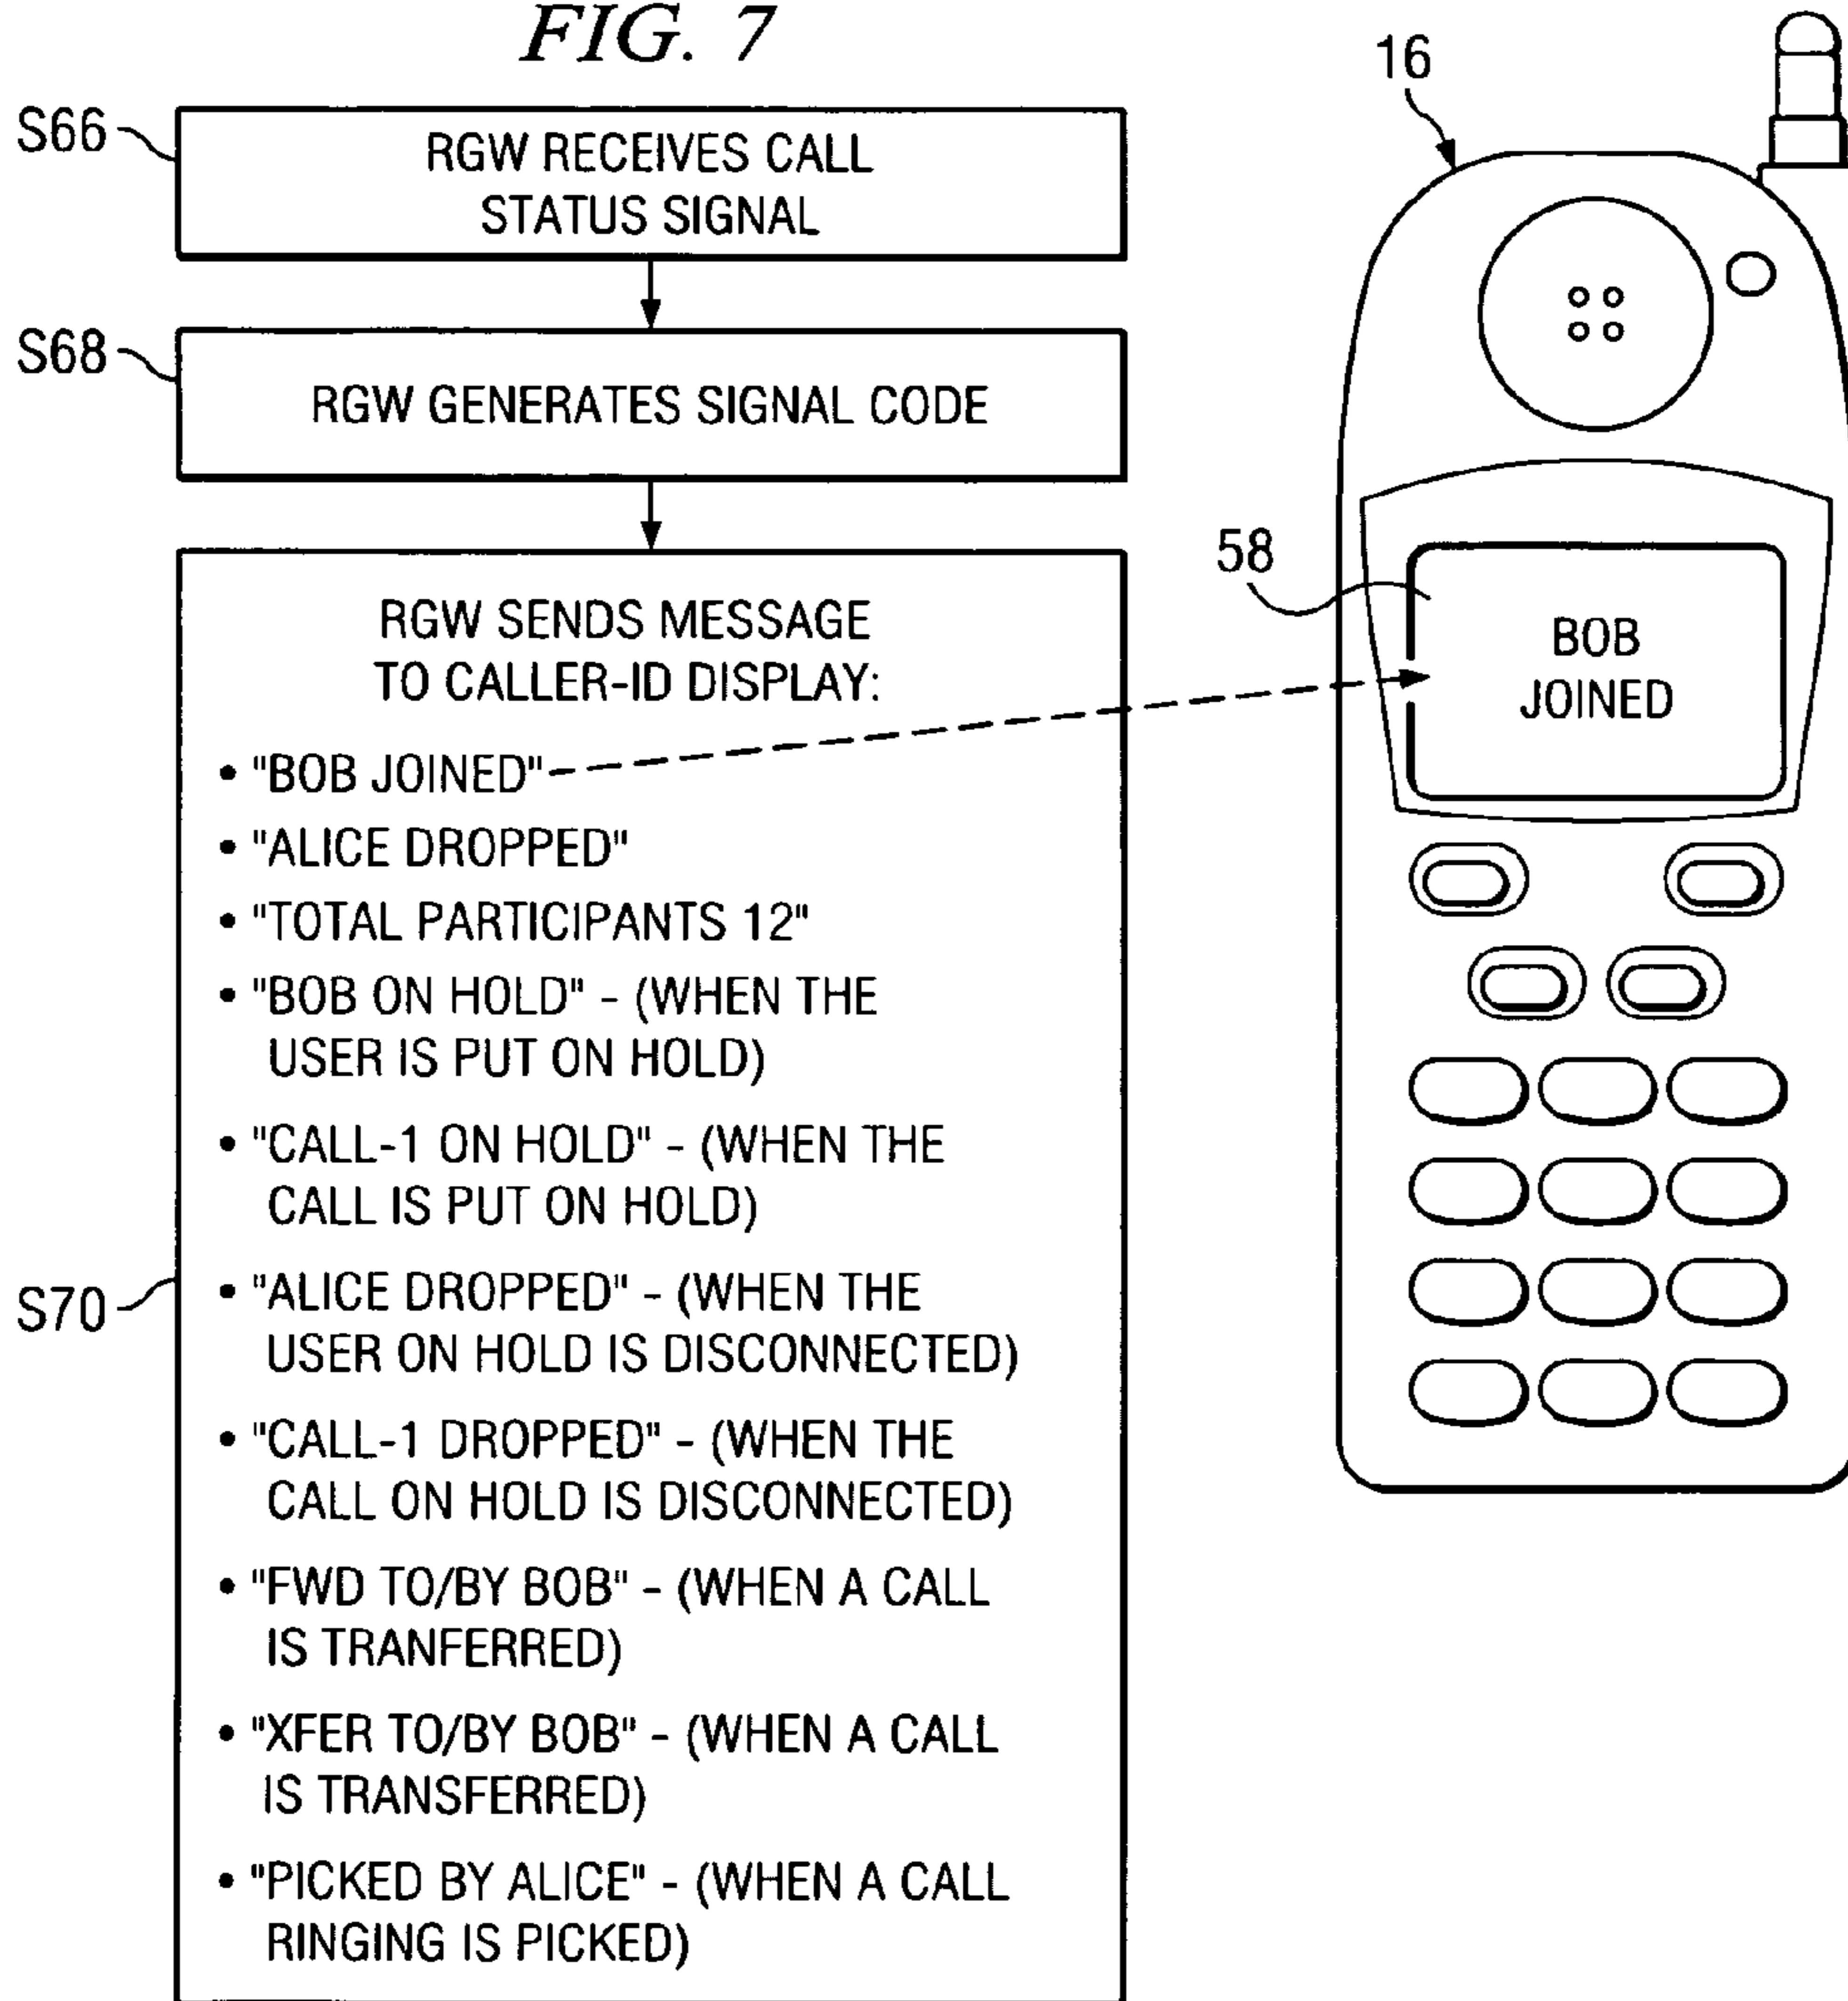 FIG. 7
S66
RGW RECEIVES CALL
STATUS SIGNAL
S68
RGW GENERATES SIGNAL CODE
S70
RGW SENDS MESSAGE
TO CALLER-ID DISPLAY:
• "BOB JOINED"
• "ALICE DROPPED"
• "TOTAL PARTICIPANTS 12"
• "BOB ON HOLD" - (WHEN THE
USER IS PUT ON HOLD)
• "CALL-1 ON HOLD" - (WHEN THE
CALL IS PUT ON HOLD)
• "ALICE DROPPED" - (WHEN THE
USER ON HOLD IS DISCONNECTED)
• "CALL-1 DROPPED" - (WHEN THE
CALL ON HOLD IS DISCONNECTED)
• "FWD TO/BY BOB" - (WHEN A CALL
IS TRANFERRED)
• "XFER TO/BY BOB" - (WHEN A CALL
IS TRANSFERRED)
• "PICKED BY ALICE" - (WHEN A CALL
RINGING IS PICKED)
16
58
BOB
JOINED